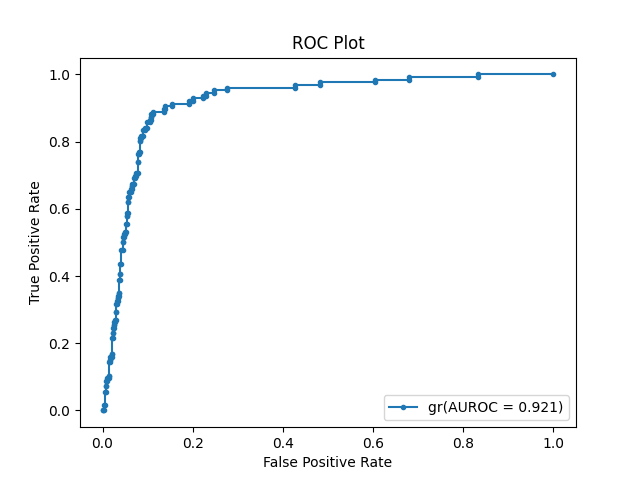 ROC Plot
True Positive Rate
1.0
0.8
0.6
0.4
0.2
0.0
gr(AUROC = 0.921)
0.0 0.2 0.4 0.6 0.8 1.0
False Positive Rate